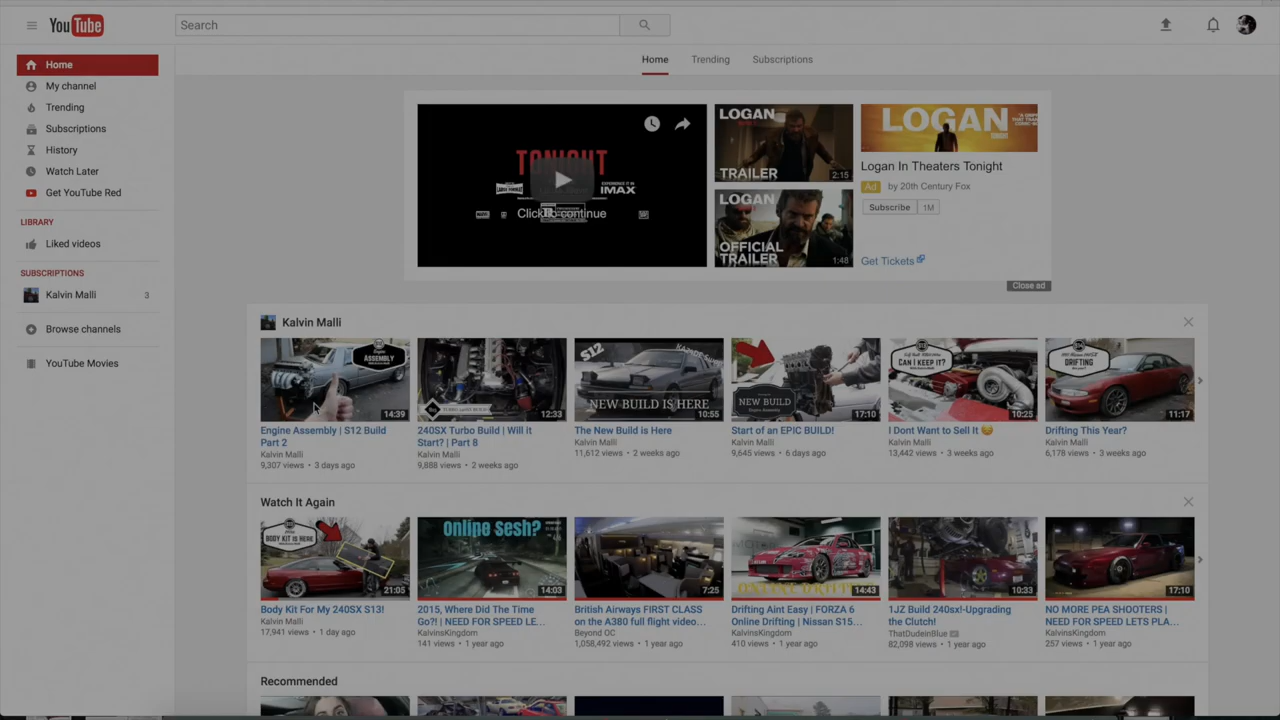 YouTube
Search
Home
My channel
Trending
Subscriptions
History
Watch Later
Get YouTube Red
LIBRARY
Liked videos
SUBSCRIPTIONS
Kalvin Malli 3
Browse channels
YouTube Movies
Home Trending Subscriptions
TONIGHT
EXPERIENCE IT IN
IMAX
Click to continue
LOGAN
TRAILER
2:15
LOGAN
OFFICIAL
TRAILER
1:48
LOGAN
Logan In Theaters Tonight
Ad by 20th Century Fox
Subscribe 1M
Get Tickets
Close ad
Kalvin Malli
ENGINE
ASSEMBLY
14:39
Engine Assembly | S12 Build
Part 2
Kalvin Malli
9,307 views • 3 days ago
12:33
240SX Turbo Build | Will it
Start? | Part 8
Kalvin Malli
9,888 views • 2 weeks ago
S12
NEW BUILD IS HERE
10:55
The New Build is Here
Kalvin Malli
11,612 views • 2 weeks ago
NEW BUILD
17:10
Start of an EPIC BUILD!
Kalvin Malli
9,645 views • 6 days ago
CAN I KEEP IT?
10:25
I Dont Want to Sell It 😔
Kalvin Malli
13,442 views • 3 weeks ago
DRIFTING
11:17
Drifting This Year?
Kalvin Malli
6,178 views • 3 weeks ago
Watch It Again
BODY KIT IS HERE
21:05
Body Kit For My 240SX S13!
Kalvin Malli
17,941 views • 1 day ago
Online Sesh?
14:03
2015, Where Did The Time
Go?! | NEED FOR SPEED LE...
KalvinsKingdom
141 views • 1 year ago
7:25
British Airways FIRST CLASS
on the A380 full flight video...
Beyond OC
1,058,492 views • 1 year ago
ONLINE DRIFT
14:43
Drifting Aint Easy | FORZA 6
Online Drifting | Nissan S15...
KalvinsKingdom
410 views • 1 year ago
10:33
1JZ Build 240sx!-Upgrading
the Clutch!
ThatDudeinBlue
82,098 views • 1 year ago
17:10
NO MORE PEA SHOOTERS |
NEED FOR SPEED LETS PLA...
KalvinsKingdom
257 views • 1 year ago
Recommended